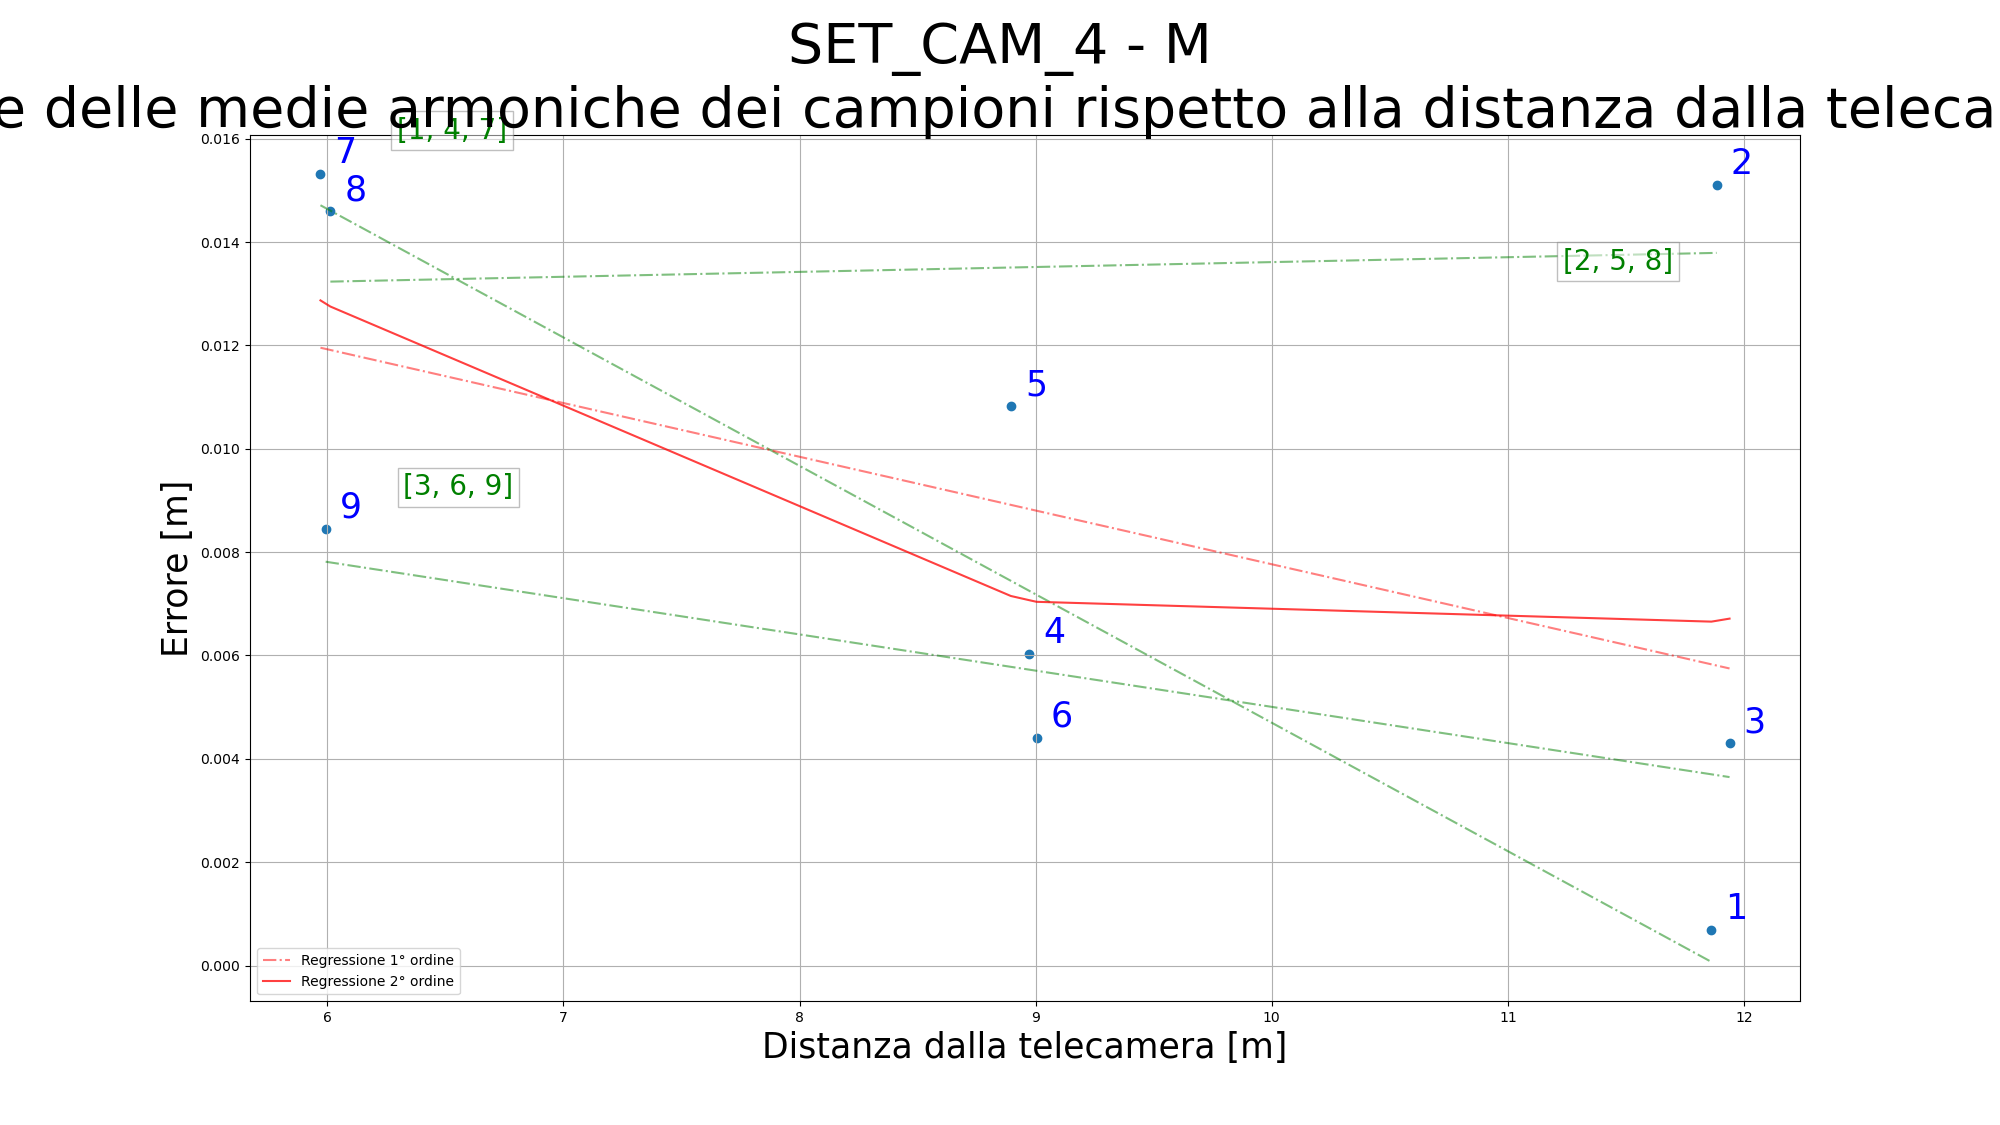 SET_CAM_4 - M
e delle medie armoniche dei campioni rispetto alla distanza dalla teleca
[1, 4, 7]
0.016
7
2
8
0.014
[2, 5, 8]
0.012
5
0.010
[3, 6, 9]
9
0.008
Errore [m]
4
0.006
6
3
0.004
0.002
1
0.000
Regressione 1° ordine
Regressione 2° ordine
6 7 8 9 10 11 12
Distanza dalla telecamera [m]